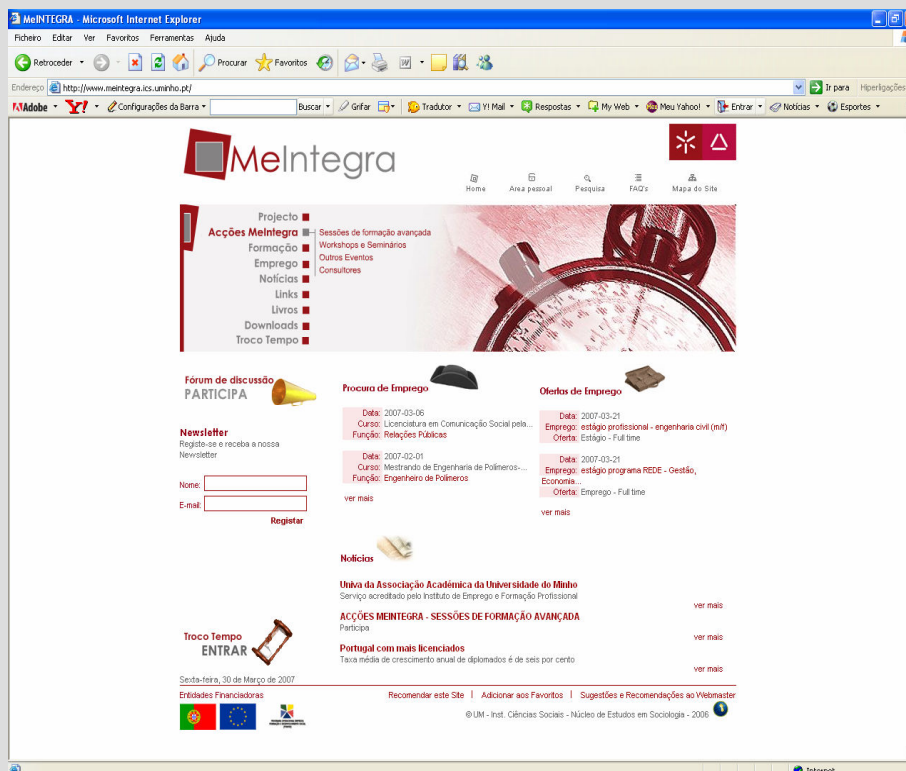 MeINTEGRA - Microsoft Internet Explorer
Ficheiro Editar Ver Favoritos Ferramentas Ajuda
Retroceder Procurar Favoritos
Endereço http://www.meintegra.ics.uminho.pt/ Ir para Hiperligações
Adobe Y! Configurações da Barra Buscar Grifar Tradutor Y! Mail Respostas My Web Meu Yahoo! Entrar Notícias Esportes
MeIntegra
Home Area pessoal Pesquisa FAQ's Mapa do Site
Projecto
Acções MeIntegra
Formação
Emprego
Notícias
Links
Livros
Downloads
Troco Tempo
Sessões de formação avançada
Workshops e Seminários
Outros Eventos
Consultores
Fórum de discussão
PARTICIPA
Newsletter
Registe-se e receba a nossa
Newsletter
Nome:
E-mail:
Registar
Procura de Emprego
Data: 2007-03-06
Curso: Licenciatura em Comunicação Social pela...
Função: Relações Públicas
Data: 2007-02-01
Curso: Mestrando de Engenharia de Polímeros-...
Função: Engenheiro de Polimeros
ver mais
Ofertas de Emprego
Data: 2007-03-21
Emprego: estágio profissional - engenharia civil (m/f)
Oferta: Estágio - Full time
Data: 2007-03-21
Emprego: estágio programa REDE - Gestão,
Economia...
Oferta: Emprego - Full time
ver mais
Notícias
Univa da Associação Académica da Universidade do Minho
Serviço acreditado pelo Instituto de Emprego e Formação Profissional
ver mais
ACÇÕES MEINTEGRA - SESSÕES DE FORMAÇÃO AVANÇADA
Participa
ver mais
Portugal com mais licenciados
Taxa média de crescimento anual de diplomados é de seis por cento
ver mais
Troco Tempo
ENTRAR
Sexta-feira, 30 de Março de 2007
Entidades Financiadoras
Recomendar este Site | Adicionar aos Favoritos | Sugestões e Recomendações ao Webmaster
© UM - Inst. Ciências Sociais - Núcleo de Estudos em Sociologia - 2006
Internet